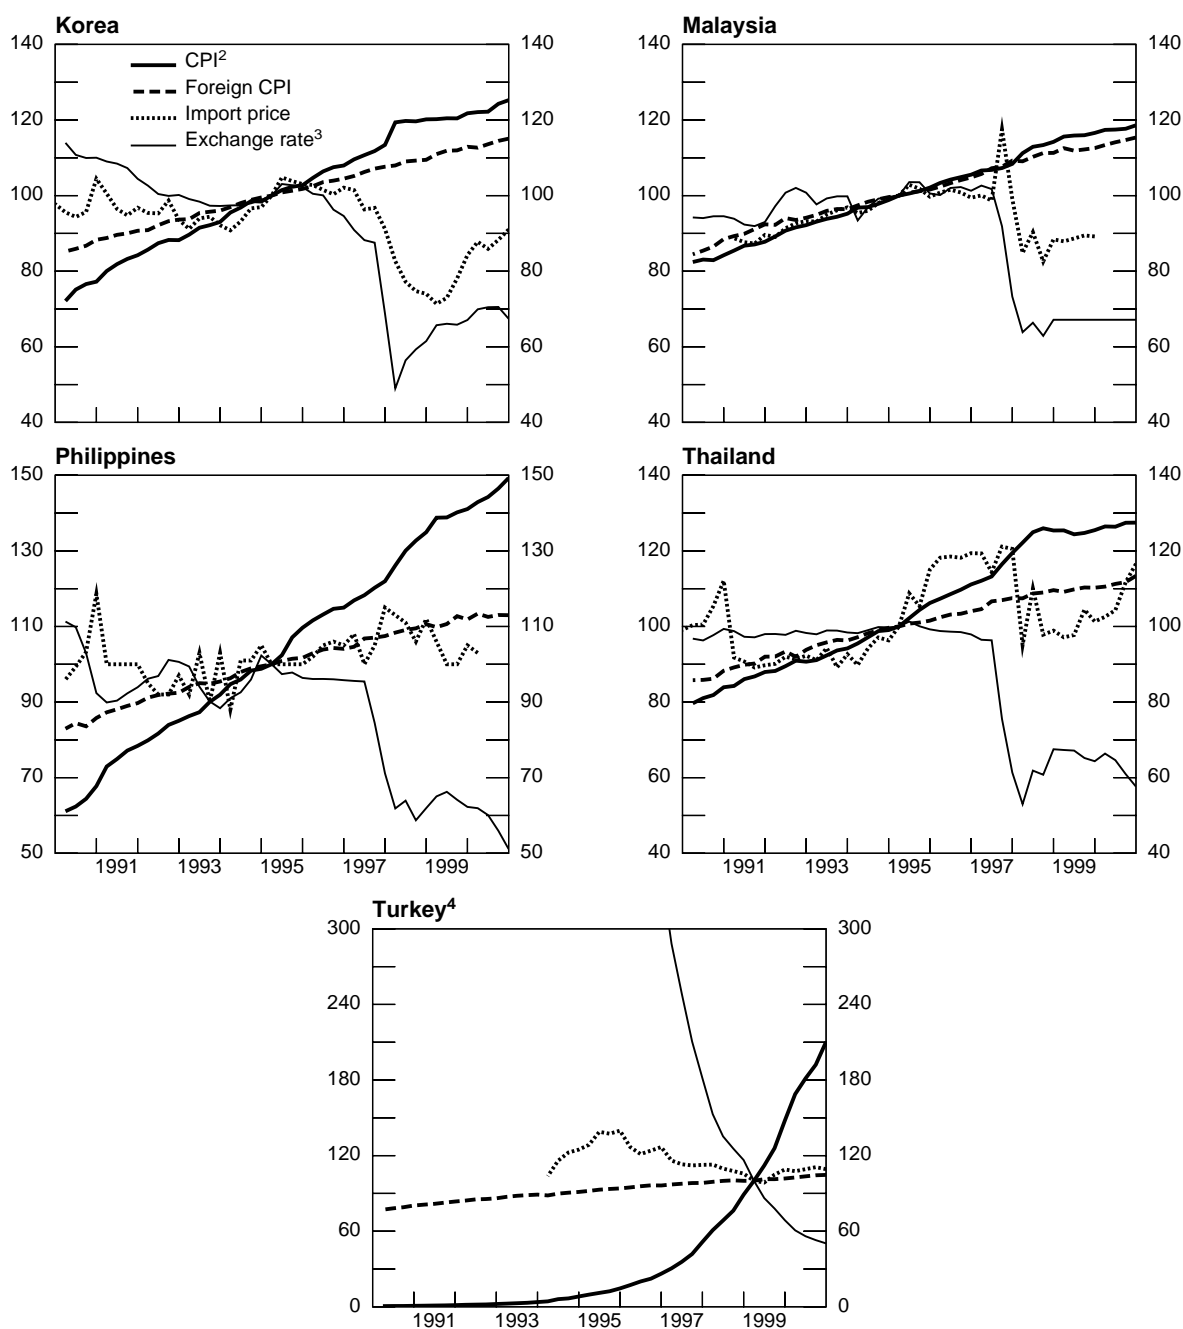 Korea
Malaysia
140 140 140 140
CPI2
Foreign CPI
120 Import price 120 120 120
Exchange rate3
100 100 100 100
80 80 80 80
60 60 60 60
40 40 40 40
Philippines
Thailand
150 150 140 140
130 130 120 120
110 110 100 100
90 90 80 80
70 70 60 60
50 50 40 40
1991 1993 1995 1997 1999 1991 1993 1995 1997 1999
Turkey4
300 300
240 240
180 180
120 120
60 60
0 0
1991 1993 1995 1997 1999